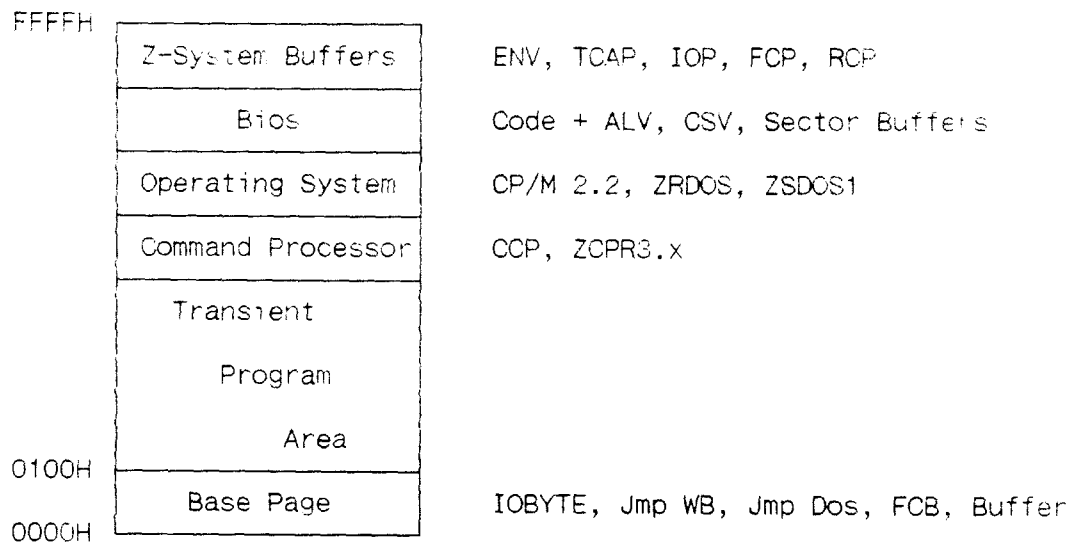 FFFFH
Z-System Buffers ENV, TCAP, IOP, FCP, RCP
Bios Code + ALV, CSV, Sector Buffers
Operating System CP/M 2.2, ZRDOS, ZSDOS1
Command Processor CCP, ZCPR3.x
Transient
Program
Area
0100H
Base Page IOBYTE, Jmp WB, Jmp Dos, FCB, Buffer
0000H